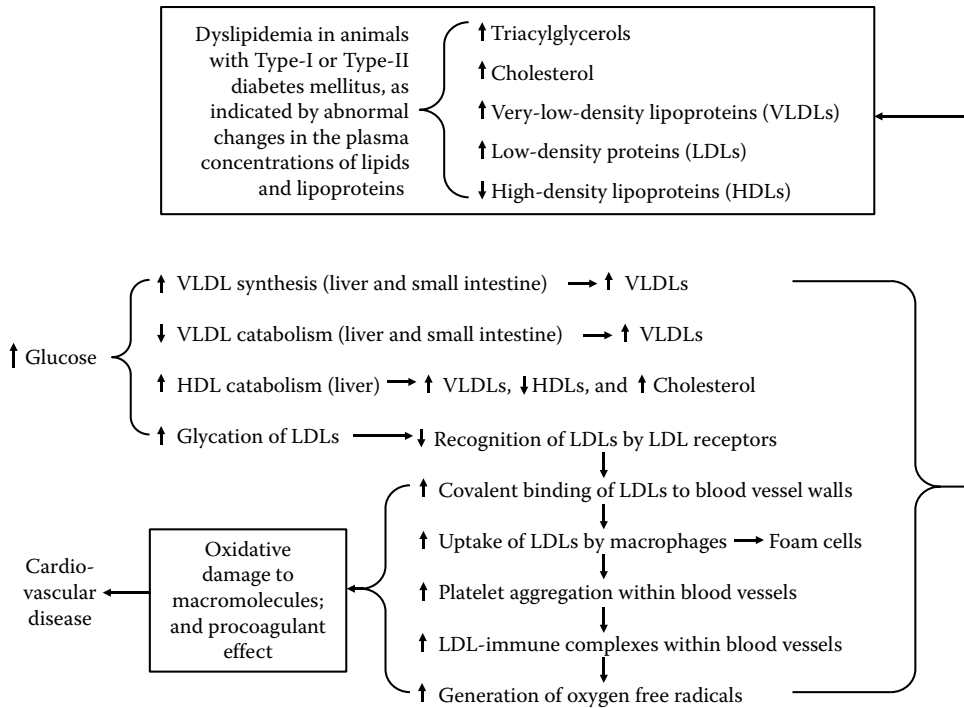 Dyslipidemia in animals
with Type-I or Type-II
diabetes mellitus, as
indicated by abnormal
changes in the plasma
concentrations of lipids
and lipoproteins
↑ Triacylglycerols
↑ Cholesterol
↑ Very-low-density lipoproteins (VLDLs)
↑ Low-density proteins (LDLs)
↓ High-density lipoproteins (HDLs)
↑ Glucose
↑ VLDL synthesis (liver and small intestine) → ↑ VLDLs
↓ VLDL catabolism (liver and small intestine) → ↑ VLDLs
↑ HDL catabolism (liver) → ↑ VLDLs, ↓ HDLs, and ↑ Cholesterol
↑ Glycation of LDLs → ↓ Recognition of LDLs by LDL receptors
↑ Covalent binding of LDLs to blood vessel walls
↑ Uptake of LDLs by macrophages → Foam cells
↑ Platelet aggregation within blood vessels
↑ LDL-immune complexes within blood vessels
↑ Generation of oxygen free radicals
Oxidative
damage to
macromolecules;
and procoagulant
effect
Cardio-
vascular
disease